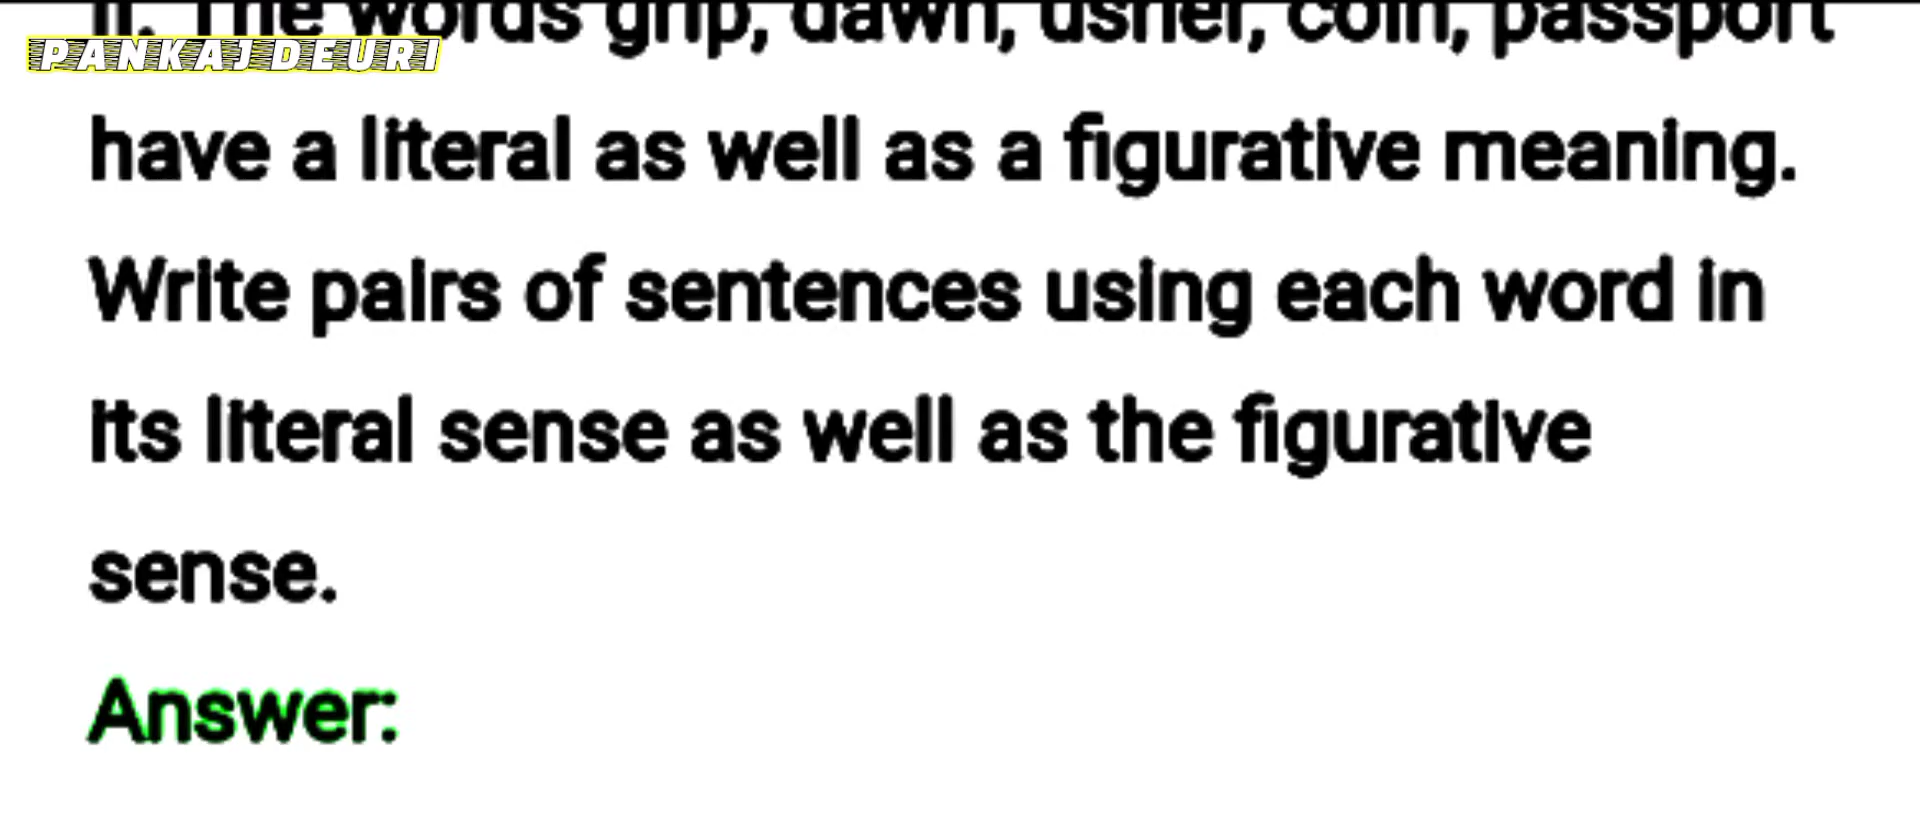 II. The words grip, dawn, usher, coin, passport
PANKAJ DEURI
have a literal as well as a figurative meaning.
Write pairs of sentences using each word in
its literal sense as well as the figurative
sense.
Answer: